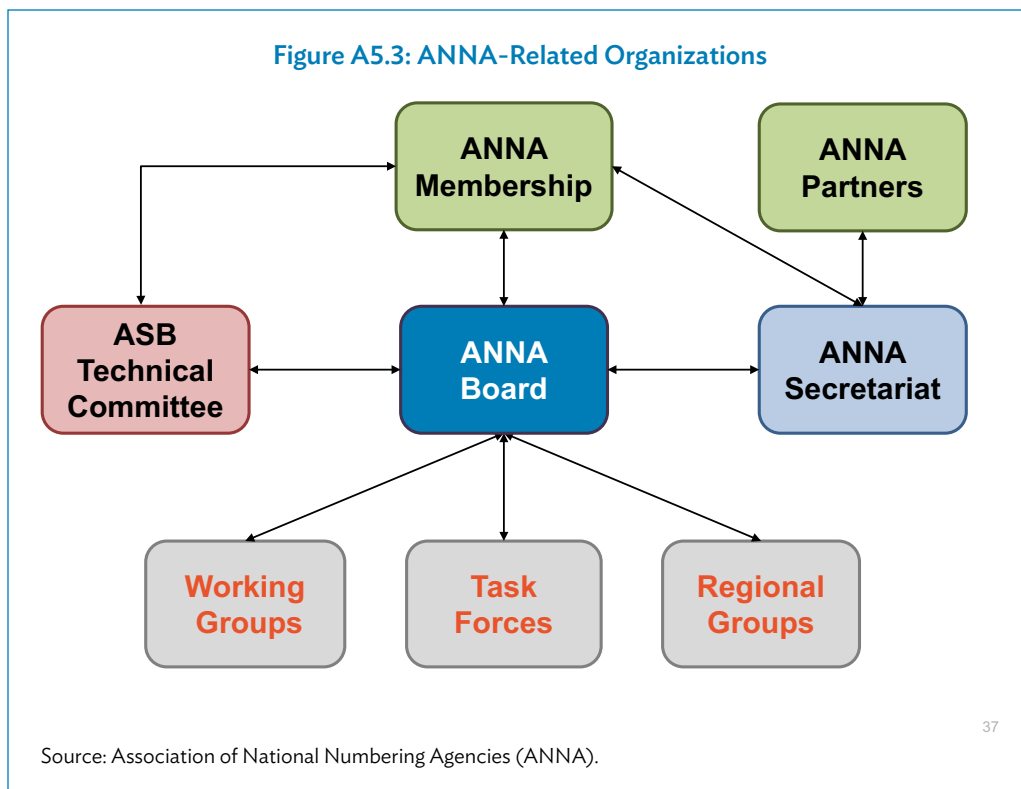 Figure A5.3: ANNA-Related Organizations
ANNA
Membership
ANNA
Partners
ASB
Technical
Committee
ANNA
Board
ANNA
Secretariat
Working
Groups
Task
Forces
Regional
Groups
37
Source: Association of National Numbering Agencies (ANNA).